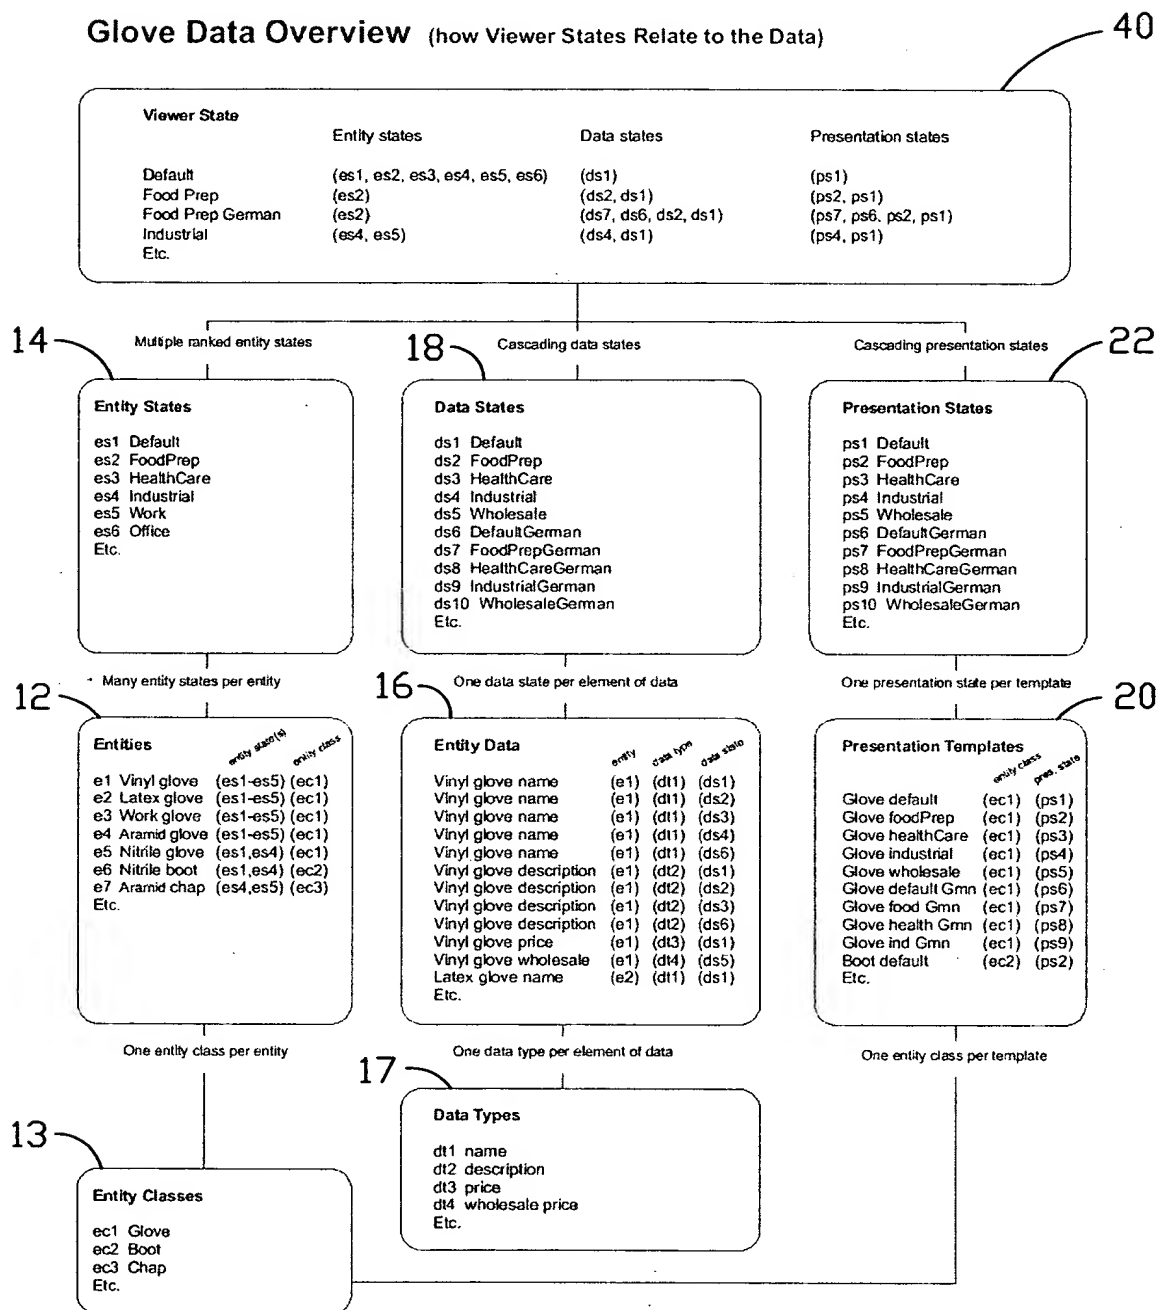 Glove Data Overview (how Viewer States Relate to the Data)
40
Viewer State
Entity states Data states Presentation states
Default (es1, es2, es3, es4, es5, es6) (ds1) (ps1)
Food Prep (es2) (ds2, ds1) (ps2, ps1)
Food Prep German (es2) (ds7, ds6, ds2, ds1) (ps7, ps6. ps2, ps1)
Industrial (es4, es5) (ds4, ds1) (ps4, ps1)
Etc.
14
Multiple ranked entity states
18
Cascading data states
Cascading presentation states
22
Entity States
es1 Default
es2 FoodPrep
es3 HealthCare
es4 Industrial
es5 Work
es6 Office
Etc.
Data States
ds1 Default
ds2 FoodPrep
ds3 HealthCare
ds4 Industrial
ds5 Wholesale
ds6 DefaultGerman
ds7 FoodPrepGerman
ds8 HealthCareGerman
ds9 IndustrialGerman
ds10 WholesaleGerman
Etc.
Presentation States
ps1 Default
ps2 FoodPrep
ps3 HealthCare
ps4 Industrial
ps5 Wholesale
ps6 DefaultGerman
ps7 FoodPrepGerman
ps8 HealthCareGerman
ps9 IndustrialGerman
ps10 WholesaleGerman
Etc.
Many entity states per entity
One data state per element of data
One presentation state per template
12
16
20
Entities entity state(s) entity class
e1 Vinyl glove (es1-es5) (ec1)
e2 Latex glove (es1-es5) (ec1)
e3 Work glove (es1-es5) (ec1)
e4 Aramid glove (es1-es5) (ec1)
e5 Nitrile glove (es1,es4) (ec1)
e6 Nitrile boot (es1,es4) (ec2)
e7 Aramid chap (es4,es5) (ec3)
Etc.
Entity Data entity data type data state
Vinyl glove name (e1) (dt1) (ds1)
Vinyl glove name (e1) (dt1) (ds2)
Vinyl glove name (e1) (dt1) (ds3)
Vinyl glove name (e1) (dt1) (ds4)
Vinyl glove name (e1) (dt1) (ds6)
Vinyl glove description (e1) (dt2) (ds1)
Vinyl glove description (e1) (dt2) (ds2)
Vinyl glove description (e1) (dt2) (ds3)
Vinyl glove description (e1) (dt2) (ds6)
Vinyl glove price (e1) (dt3) (ds1)
Vinyl glove wholesale (e1) (dt4) (ds5)
Latex glove name (e2) (dt1) (ds1)
Etc.
Presentation Templates entity class pres. state
Glove default (ec1) (ps1)
Glove foodPrep (ec1) (ps2)
Glove healthCare (ec1) (ps3)
Glove industrial (ec1) (ps4)
Glove wholesale (ec1) (ps5)
Glove default Gmn (ec1) (ps6)
Glove food Gmn (ec1) (ps7)
Glove health Gmn (ec1) (ps8)
Glove ind Gmn (ec1) (ps9)
Boot default (ec2) (ps2)
Etc.
One entity class per entity
One data type per element of data
One entity class per template
17
Data Types
dt1 name
dt2 description
dt3 price
dt4 wholesale price
Etc.
13
Entity Classes
ec1 Glove
ec2 Boot
ec3 Chap
Etc.